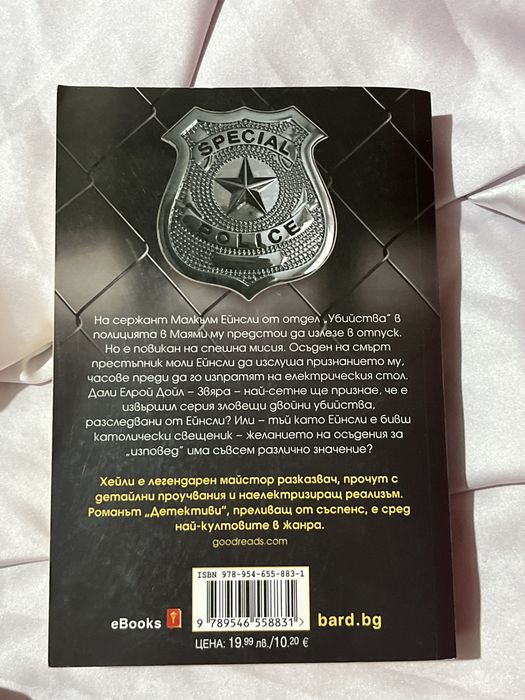 SPECIAL
POLICE
На сержант Малкълм Ейнсли от отдел „Убийства" в
полицията в Маями му предстои да излезе в отпуск.
Но е повикан на спешна мисия. Осъден на смърт
престъпник моли Ейнсли да изслуша признанието му,
часове преди да го изпратят на електрическия стол.
Дали Елрой Дойл – Звяра – най-сетне ще признае, че е
извършил серия зловещи двойни убийства,
разследвани от Ейнсли? Или – тъй като Ейнсли е бивш
католически свещеник – желанието на осъдения за
„изповед" има съвсем различно значение?
Хейли е легендарен майстор разказвач, прочут с
детайлни проучвания и наелектризиращ реализъм.
Романът „Детективи", преливащ от съспенс, е сред
най-култовите в жанра.
goodreads.com
ISBN 978-954-655-883-1
9 789546 558831 >
eBooks
bard.bg
ЦЕНА: 19,99 лв./10,20 €